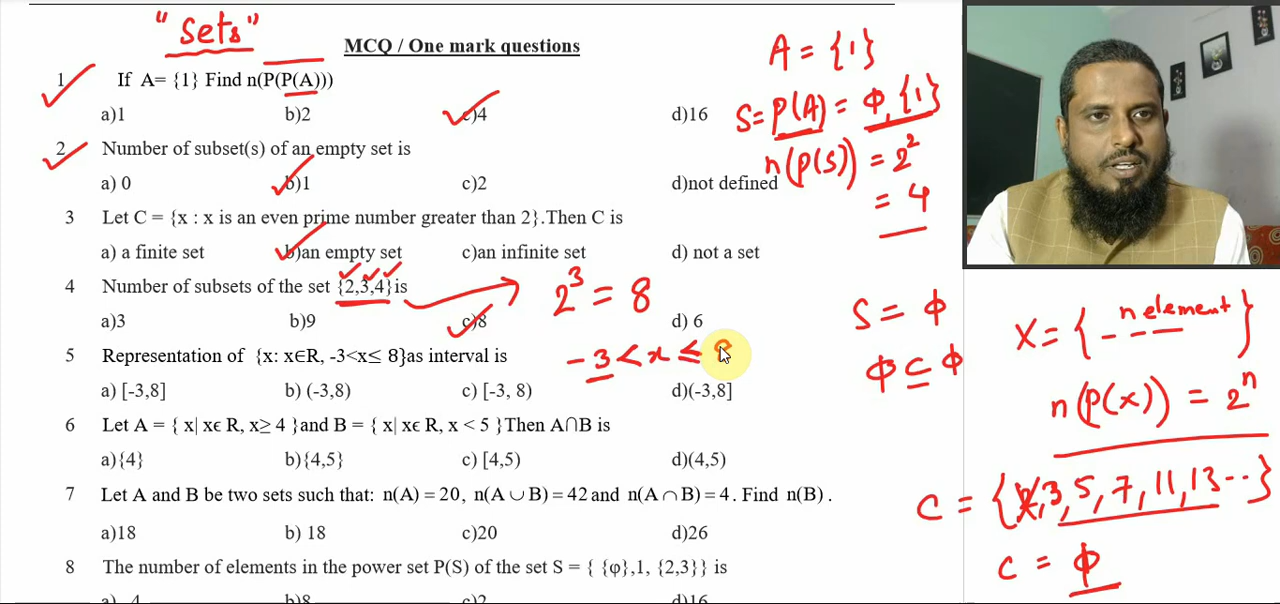 " Sets "
MCQ / One mark questions
1 If A= {1} Find n(P(P(A)))
a)1 b)2 c)4 d)16
2 Number of subset(s) of an empty set is
a) 0 b)1 c)2 d)not defined
3 Let C = {x : x is an even prime number greater than 2}.Then C is
a) a finite set b)an empty set c)an infinite set d) not a set
4 Number of subsets of the set {2,3,4}is
a)3 b)9 c)8 d) 6
5 Representation of {x: x∈R, -3<x≤ 8}as interval is
a) [-3,8] b) (-3,8) c) [-3, 8) d)(-3,8]
6 Let A = { x| xϵ R, x≥ 4 }and B = { x| xϵ R, x < 5 }Then A∩B is
a){4} b){4,5} c) [4,5) d)(4,5)
7 Let A and B be two sets such that: n(A) = 20, n(A ∪ B) = 42 and n(A ∩ B) = 4. Find n(B).
a)18 b) 18 c)20 d)26
8 The number of elements in the power set P(S) of the set S = { {φ},1, {2,3}} is
a) 4 b)8 c)2 d)16
A = {1}
S = P(A) = ϕ, {1}
n(P(S)) = 2²
= 4
2³ = 8
-3 < x ≤ 8
S = ϕ
ϕ ⊆ ϕ
X = { - - - n element }
n(P(X)) = 2ⁿ
C = {2, 3, 5, 7, 11, 13 - - }
C = ϕ